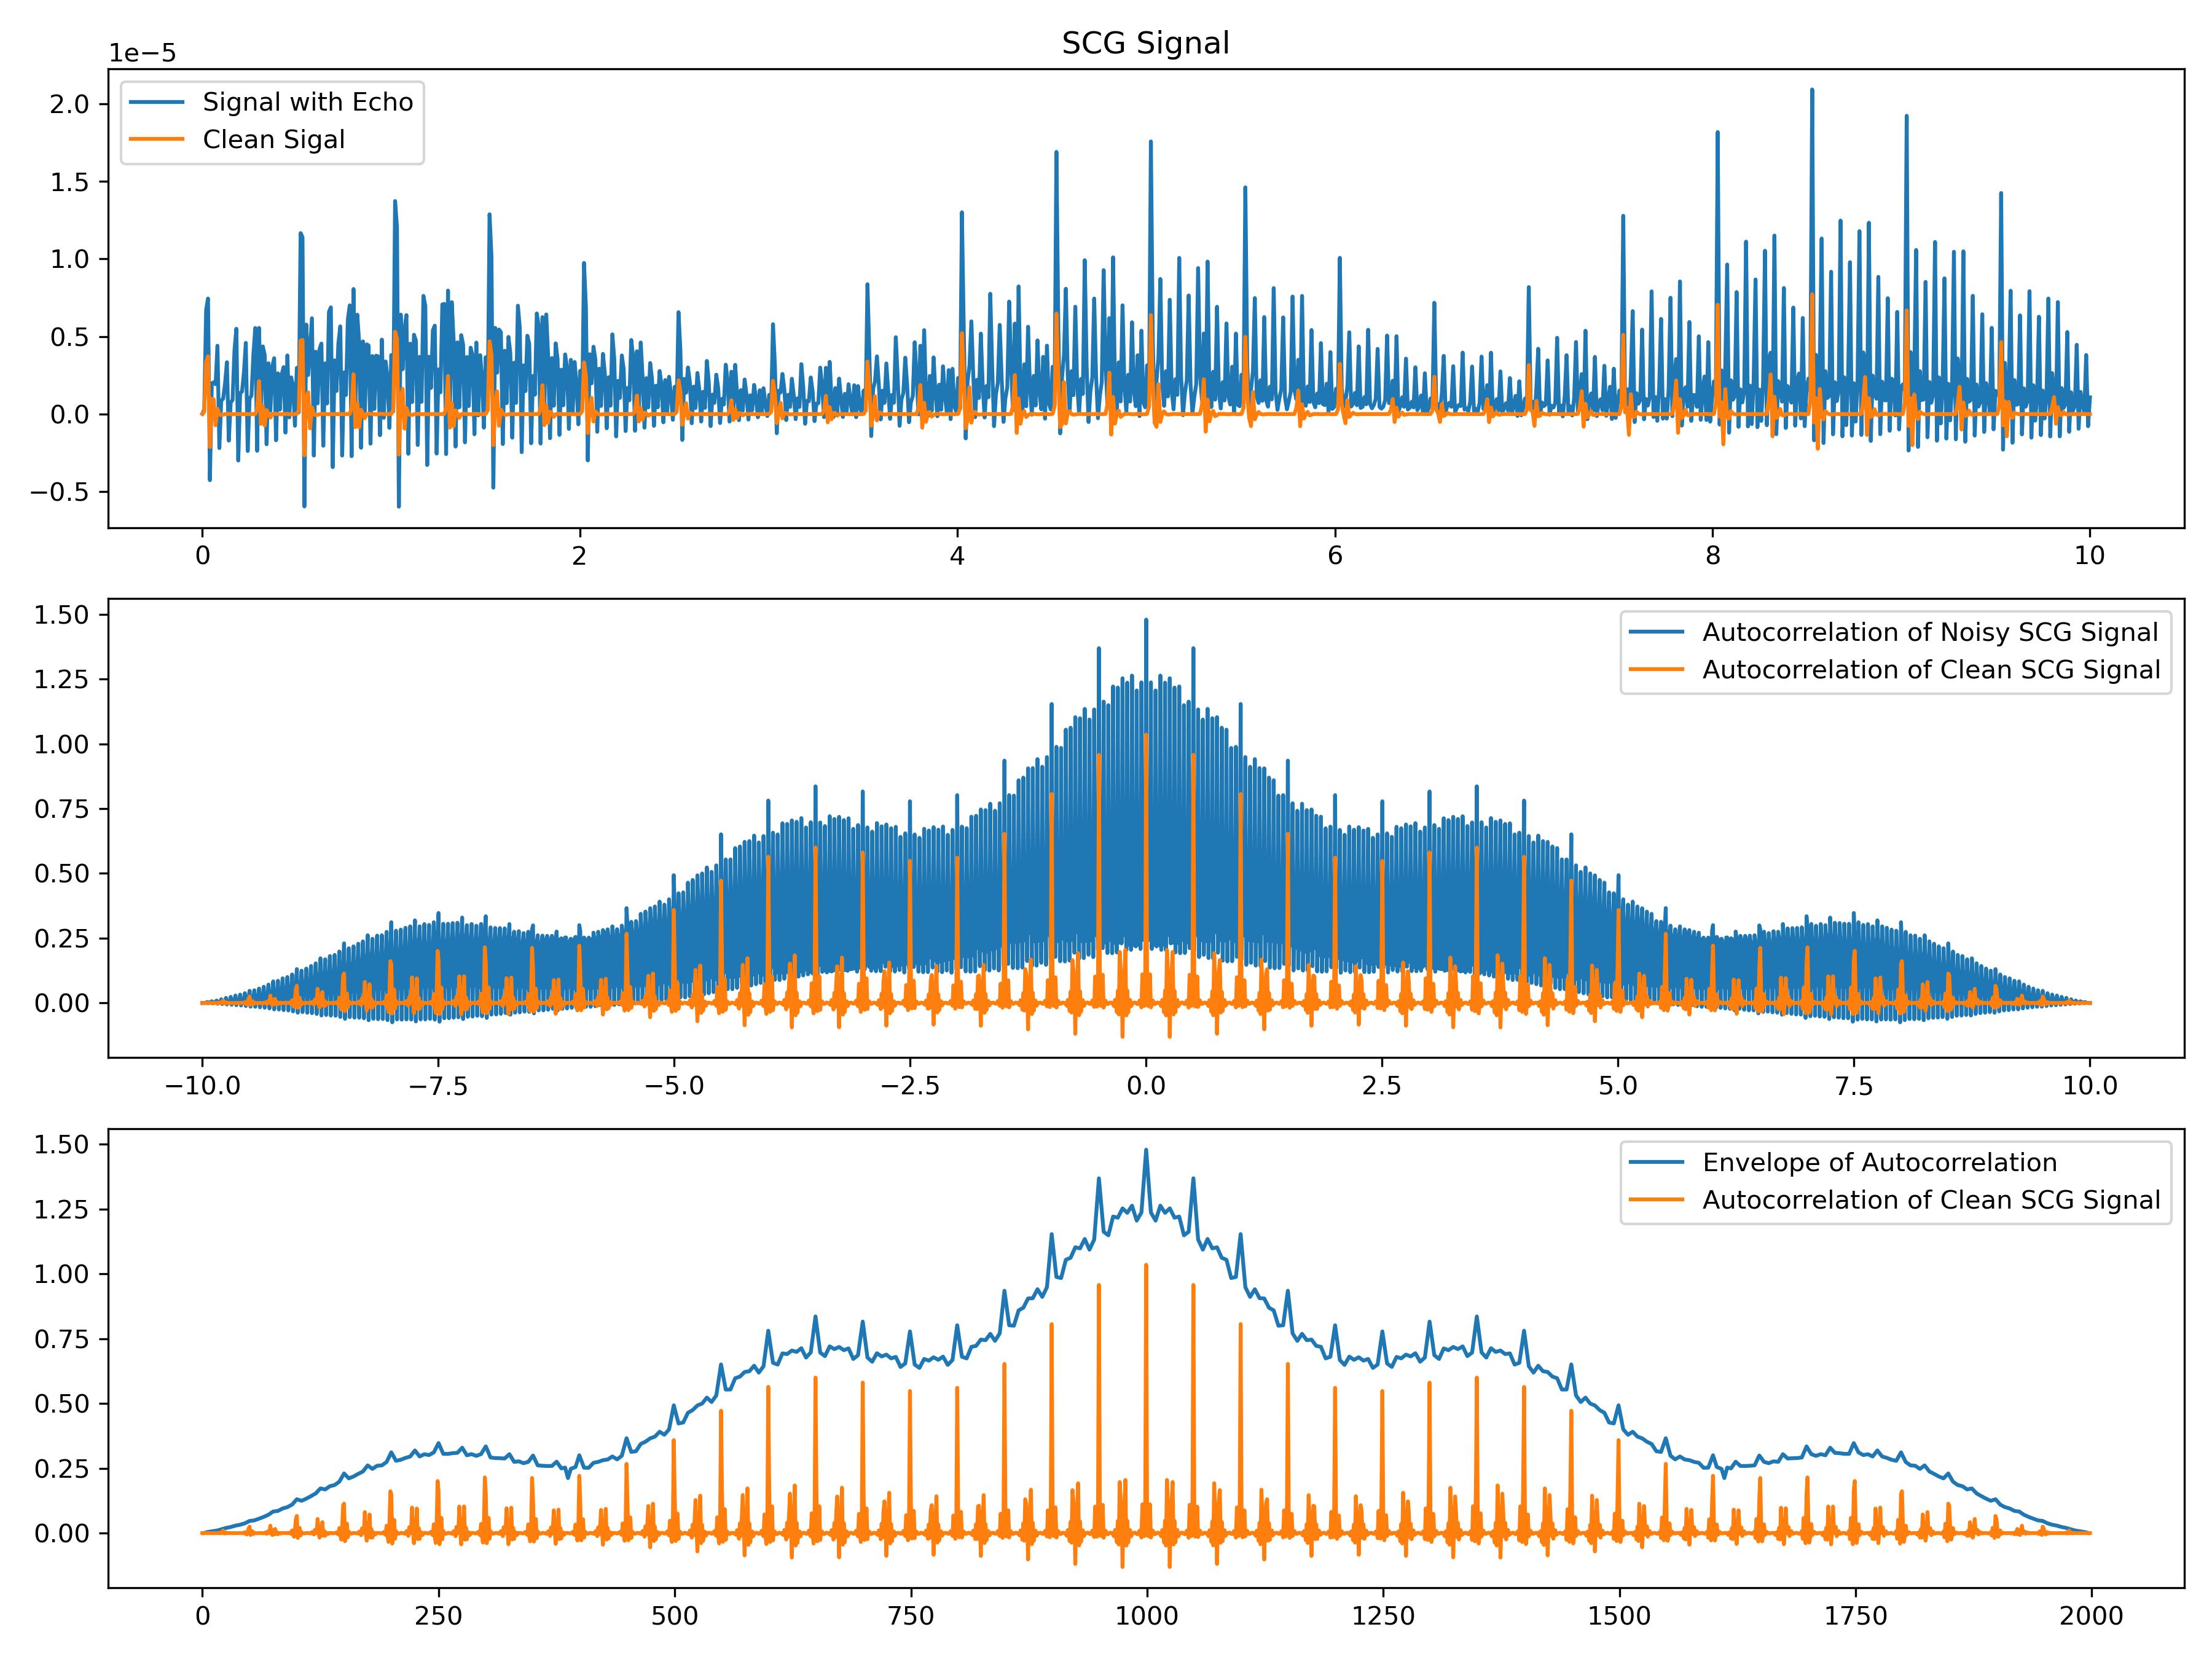 SCG Signal
1e−5
Signal with Echo
Clean Sigal
2.0
1.5
1.0
0.5
0.0
−0.5
0 2 4 6 8 10
Autocorrelation of Noisy SCG Signal
Autocorrelation of Clean SCG Signal
1.50
1.25
1.00
0.75
0.50
0.25
0.00
−10.0 −7.5 −5.0 −2.5 0.0 2.5 5.0 7.5 10.0
Envelope of Autocorrelation
Autocorrelation of Clean SCG Signal
1.50
1.25
1.00
0.75
0.50
0.25
0.00
0 250 500 750 1000 1250 1500 1750 2000